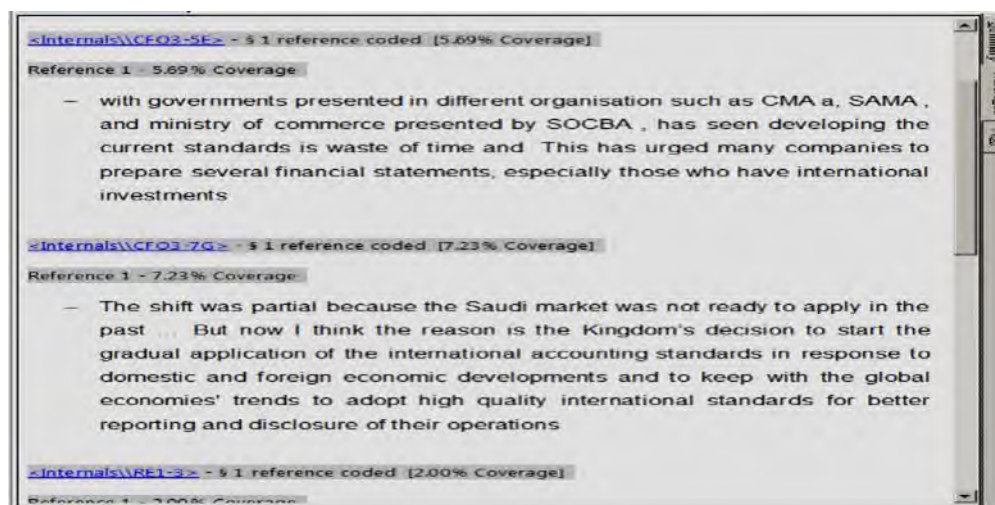 <Internals\\CFO3-5E> - § 1 reference coded [5.69% Coverage]
Reference 1 - 5.69% Coverage
– with governments presented in different organisation such as CMA a, SAMA ,
and ministry of commerce presented by SOCBA , has seen developing the
current standards is waste of time and This has urged many companies to
prepare several financial statements, especially those who have international
investments
<Internals\\CFO3-7G> - § 1 reference coded [7.23% Coverage]
Reference 1 - 7.23% Coverage
– The shift was partial because the Saudi market was not ready to apply in the
past ... But now I think the reason is the Kingdom's decision to start the
gradual application of the international accounting standards in response to
domestic and foreign economic developments and to keep with the global
economies' trends to adopt high quality international standards for better
reporting and disclosure of their operations
<Internals\\RE1-3> - § 1 reference coded [2.00% Coverage]
Reference 1 - 2.00% Coverage